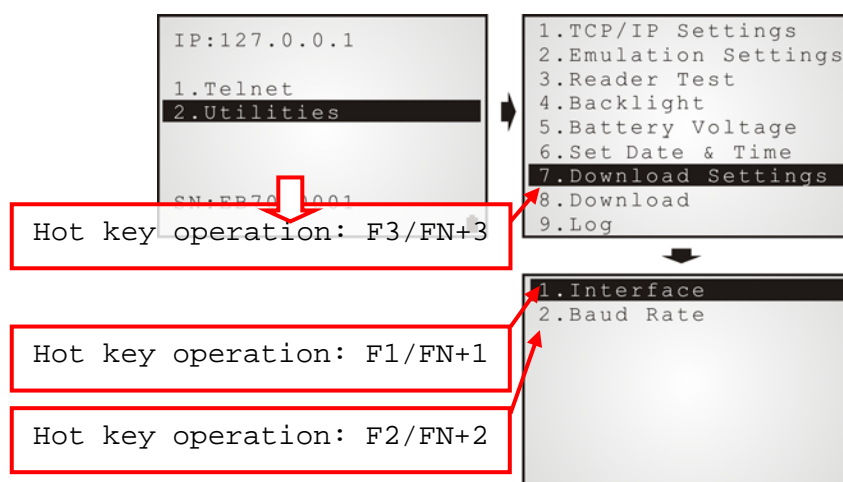 IP:127.0.0.1
1.Telnet
2.Utilities
1.TCP/IP Settings
2.Emulation Settings
3.Reader Test
4.Backlight
5.Battery Voltage
6.Set Date & Time
7.Download Settings
8.Download
9.Log
Hot key operation: F3/FN+3
1.Interface
2.Baud Rate
Hot key operation: F1/FN+1
Hot key operation: F2/FN+2